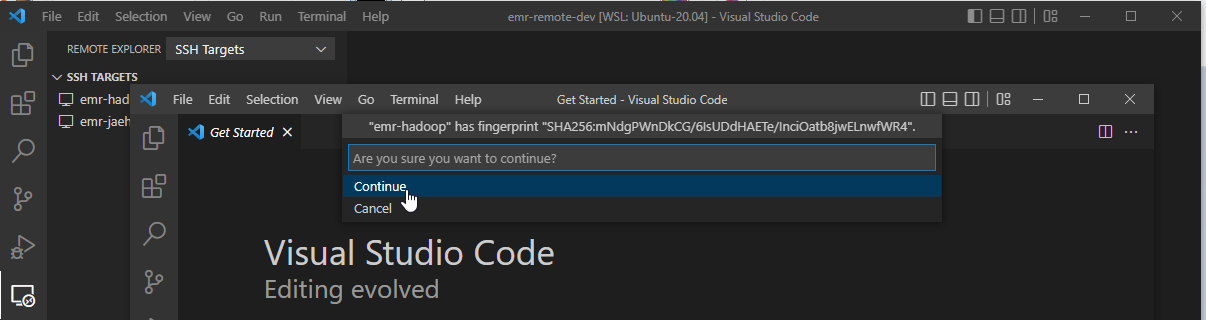 File Edit Selection View Go Run Terminal Help emr-remote-dev [WSL: Ubuntu-20.04] - Visual Studio Code
REMOTE EXPLORER SSH Targets
SSH TARGETS
emr-had
emr-jaeh
File Edit Selection View Go Terminal Help Get Started - Visual Studio Code
Get Started
"emr-hadoop" has fingerprint "SHA256:mNdgPWnDkCG/6IsUDdHAETe/InciOatb8jwELnwfWR4".
Are you sure you want to continue?
Continue
Cancel
Visual Studio Code
Editing evolved